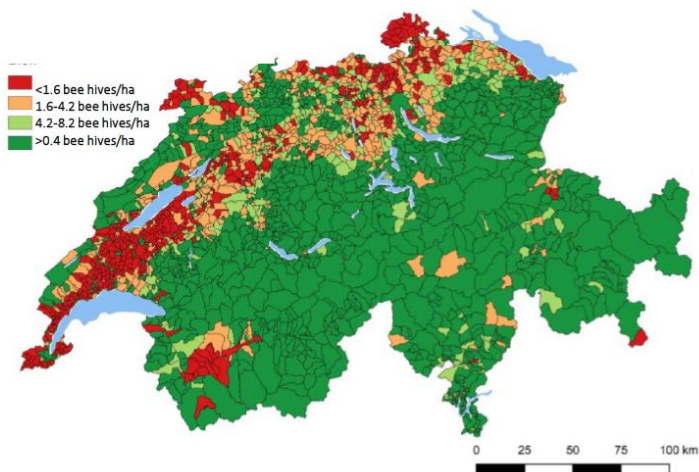 <1.6 bee hives/ha
1.6-4.2 bee hives/ha
4.2-8.2 bee hives/ha
>0.4 bee hives/ha
0 25 50 75 100 km